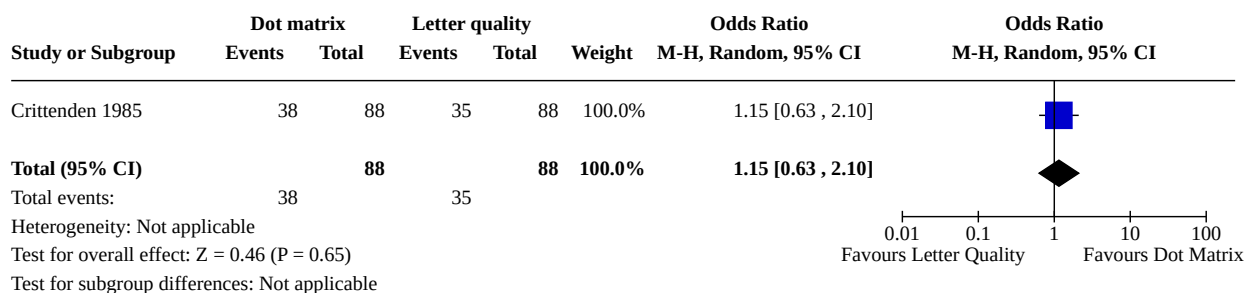 Dot matrix Letter quality Odds Ratio Odds Ratio
Study or Subgroup Events Total Events Total Weight M-H, Random, 95% CI M-H, Random, 95% CI
Crittenden 1985 38 88 35 88 100.0% 1.15 [0.63 , 2.10]
Total (95% CI) 88 88 100.0% 1.15 [0.63 , 2.10]
Total events: 38 35
Heterogeneity: Not applicable
0.01 0.1 1 10 100
Test for overall effect: Z = 0.46 (P = 0.65) Favours Letter Quality Favours Dot Matrix
Test for subgroup differences: Not applicable